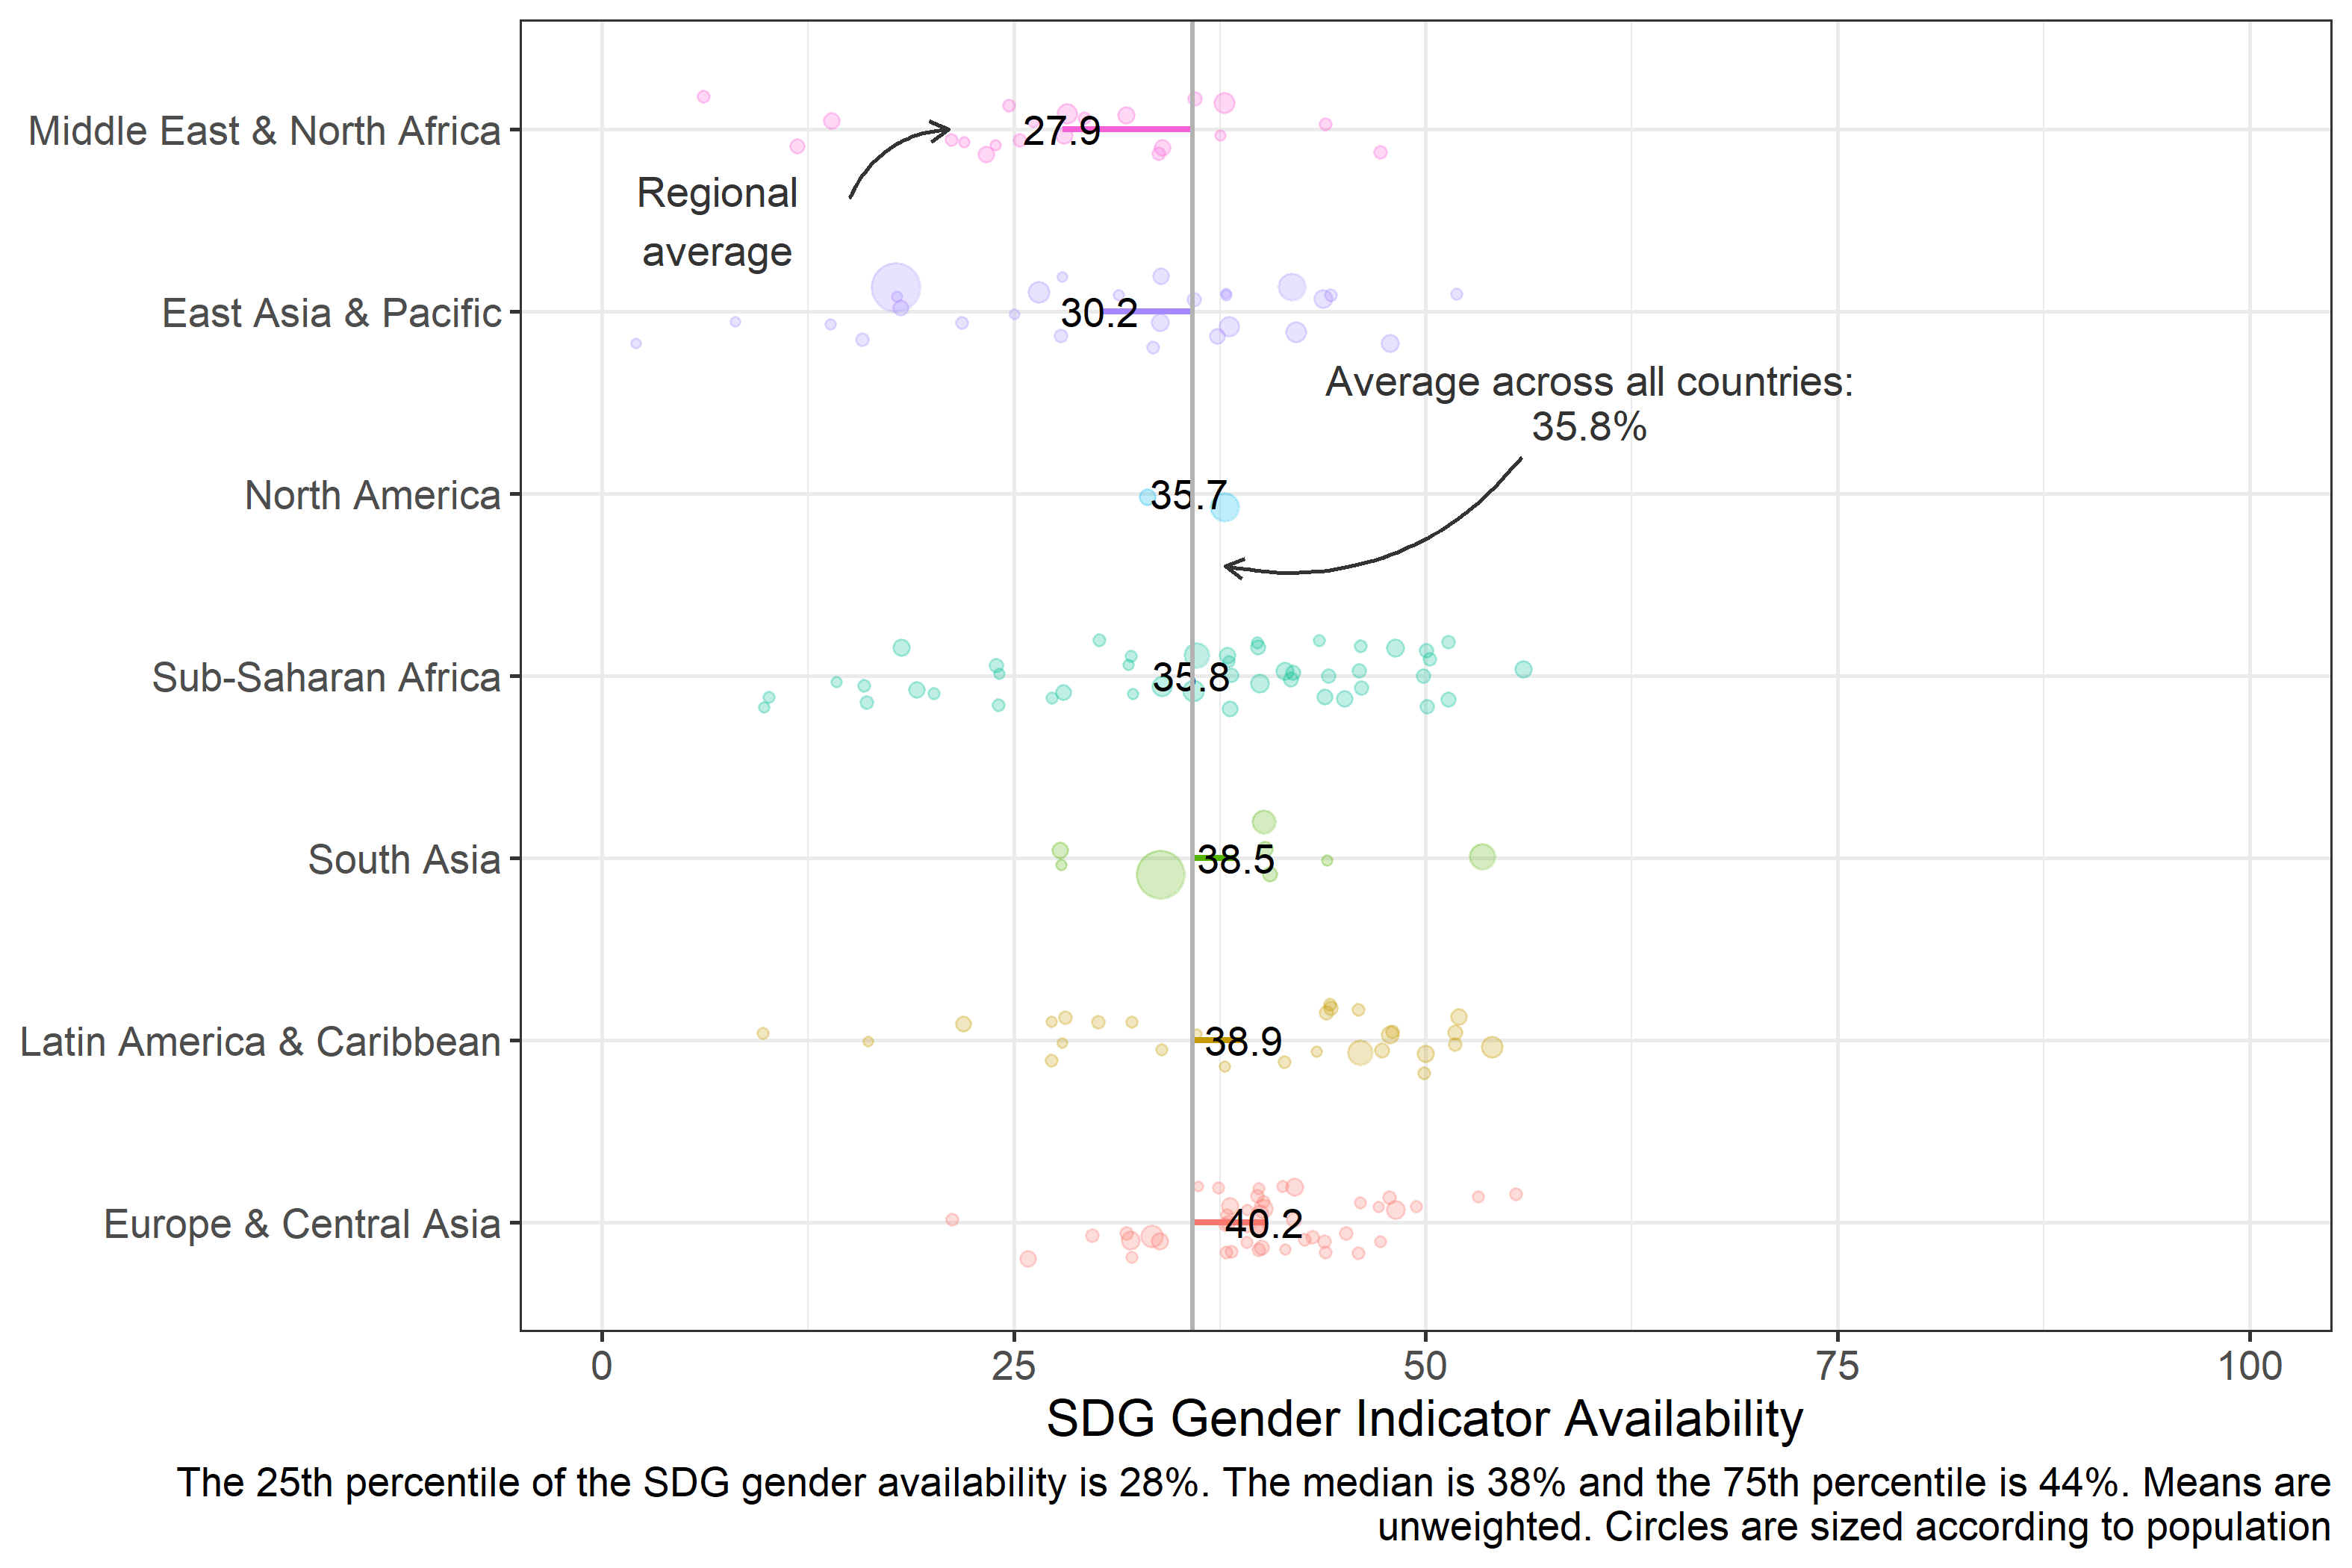 Middle East & North Africa
27.9
Regional
average
East Asia & Pacific
30.2
Average across all countries:
35.8%
North America
35.7
Sub-Saharan Africa
35.8
South Asia
38.5
Latin America & Caribbean
38.9
Europe & Central Asia
40.2
0 25 50 75 100
SDG Gender Indicator Availability
The 25th percentile of the SDG gender availability is 28%. The median is 38% and the 75th percentile is 44%. Means are
unweighted. Circles are sized according to population